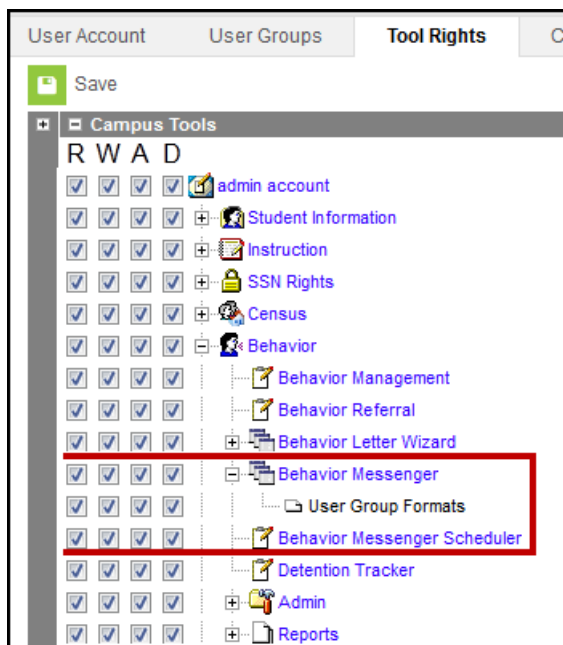 User Account User Groups Tool Rights C
Save
Campus Tools
R W A D
admin account
Student Information
Instruction
SSN Rights
Census
Behavior
Behavior Management
Behavior Referral
Behavior Letter Wizard
Behavior Messenger
User Group Formats
Behavior Messenger Scheduler
Detention Tracker
Admin
Reports